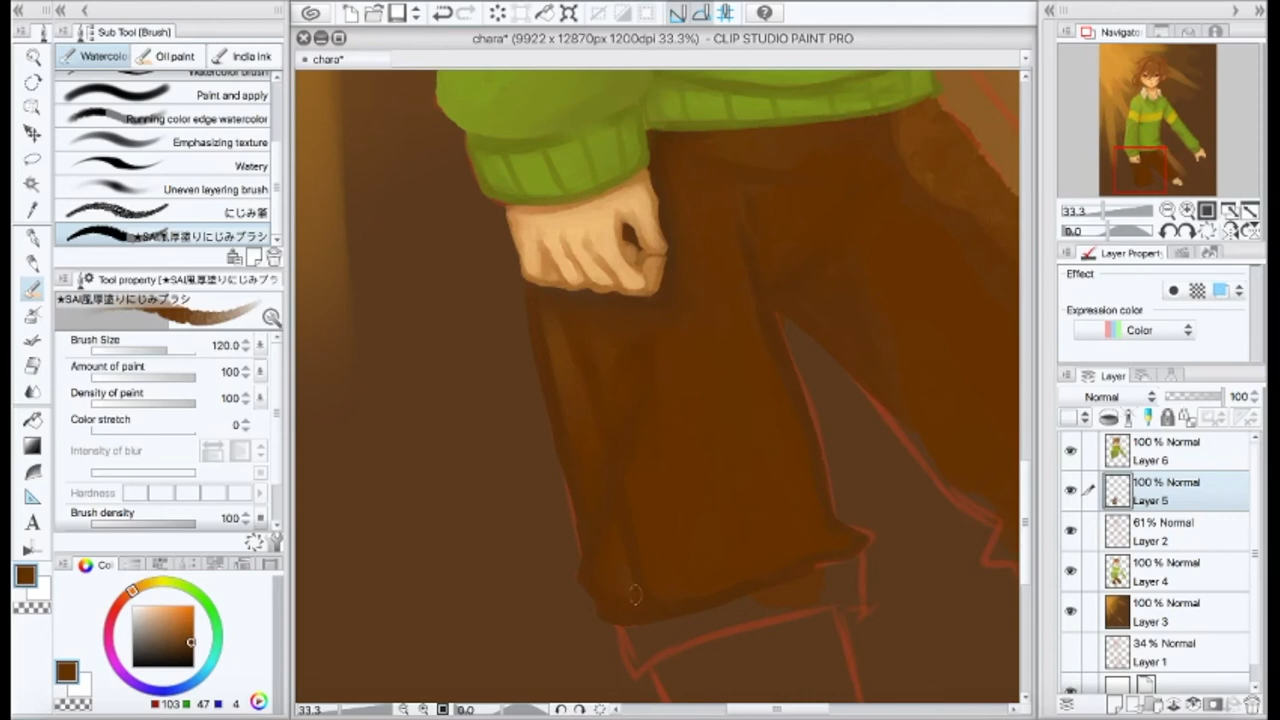 Sub Tool [Brush]
Watercolo
Oil paint
India ink
Watercolor brush
Paint and apply
Running color edge watercolor
Emphasizing texture
Watery
Uneven layering brush
にじみ筆
★SAI風厚塗りにじみブラシ
Tool property [★SAI風厚塗りにじみブラ
★SAI風厚塗りにじみブラシ
Brush Size
120.0
Amount of paint
100
Density of paint
100
Color stretch
0
Intensity of blur
Hardness
Brush density
100
Col
103 47 4
chara* (9922 x 12870px 1200dpi 33.3%) - CLIP STUDIO PAINT PRO
chara*
33.3
0.0
Navigator
33.3
0.0
Layer Property
Effect
Expression color
Color
Layer
Normal
100
100 % Normal
Layer 6
100 % Normal
Layer 5
61 % Normal
Layer 2
100 % Normal
Layer 4
100 % Normal
Layer 3
34 % Normal
Layer 1